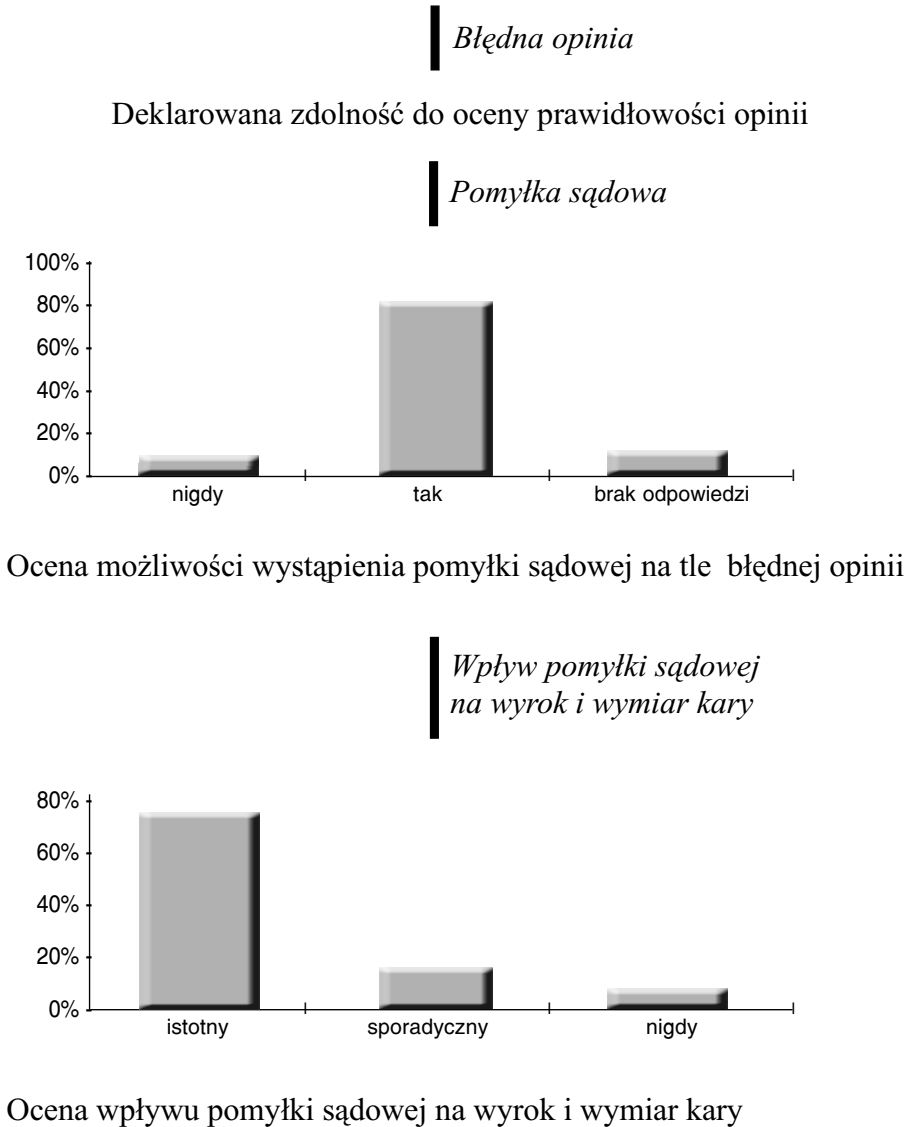 Błędna opinia
Deklarowana zdolność do oceny prawidłowości opinii
Pomyłka sądowa
100%
80%
60%
40%
20%
0%
nigdy tak brak odpowiedzi
Ocena możliwości wystąpienia pomyłki sądowej na tle błędnej opinii
Wpływ pomyłki sądowej
na wyrok i wymiar kary
80%
60%
40%
20%
0%
istotny sporadyczny nigdy
Ocena wpływu pomyłki sądowej na wyrok i wymiar kary